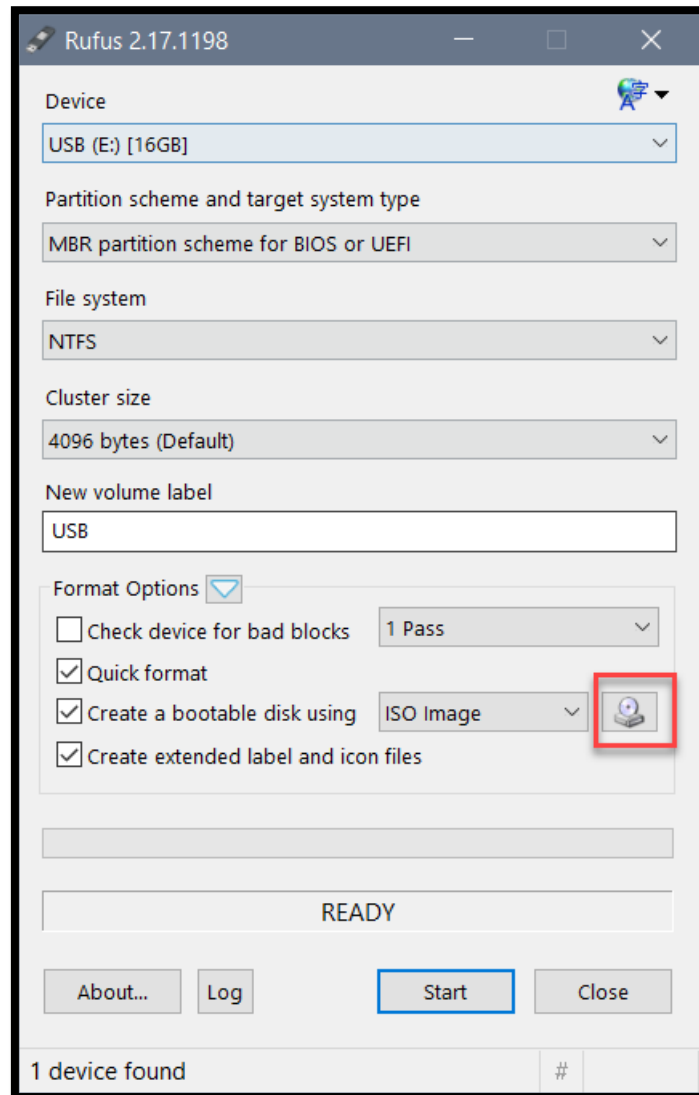 Rufus 2.17.1198
Device
USB (E:) [16GB]
Partition scheme and target system type
MBR partition scheme for BIOS or UEFI
File system
NTFS
Cluster size
4096 bytes (Default)
New volume label
USB
Format Options
Check device for bad blocks 1 Pass
Quick format
Create a bootable disk using ISO Image
Create extended label and icon files
READY
About... Log Start Close
1 device found #